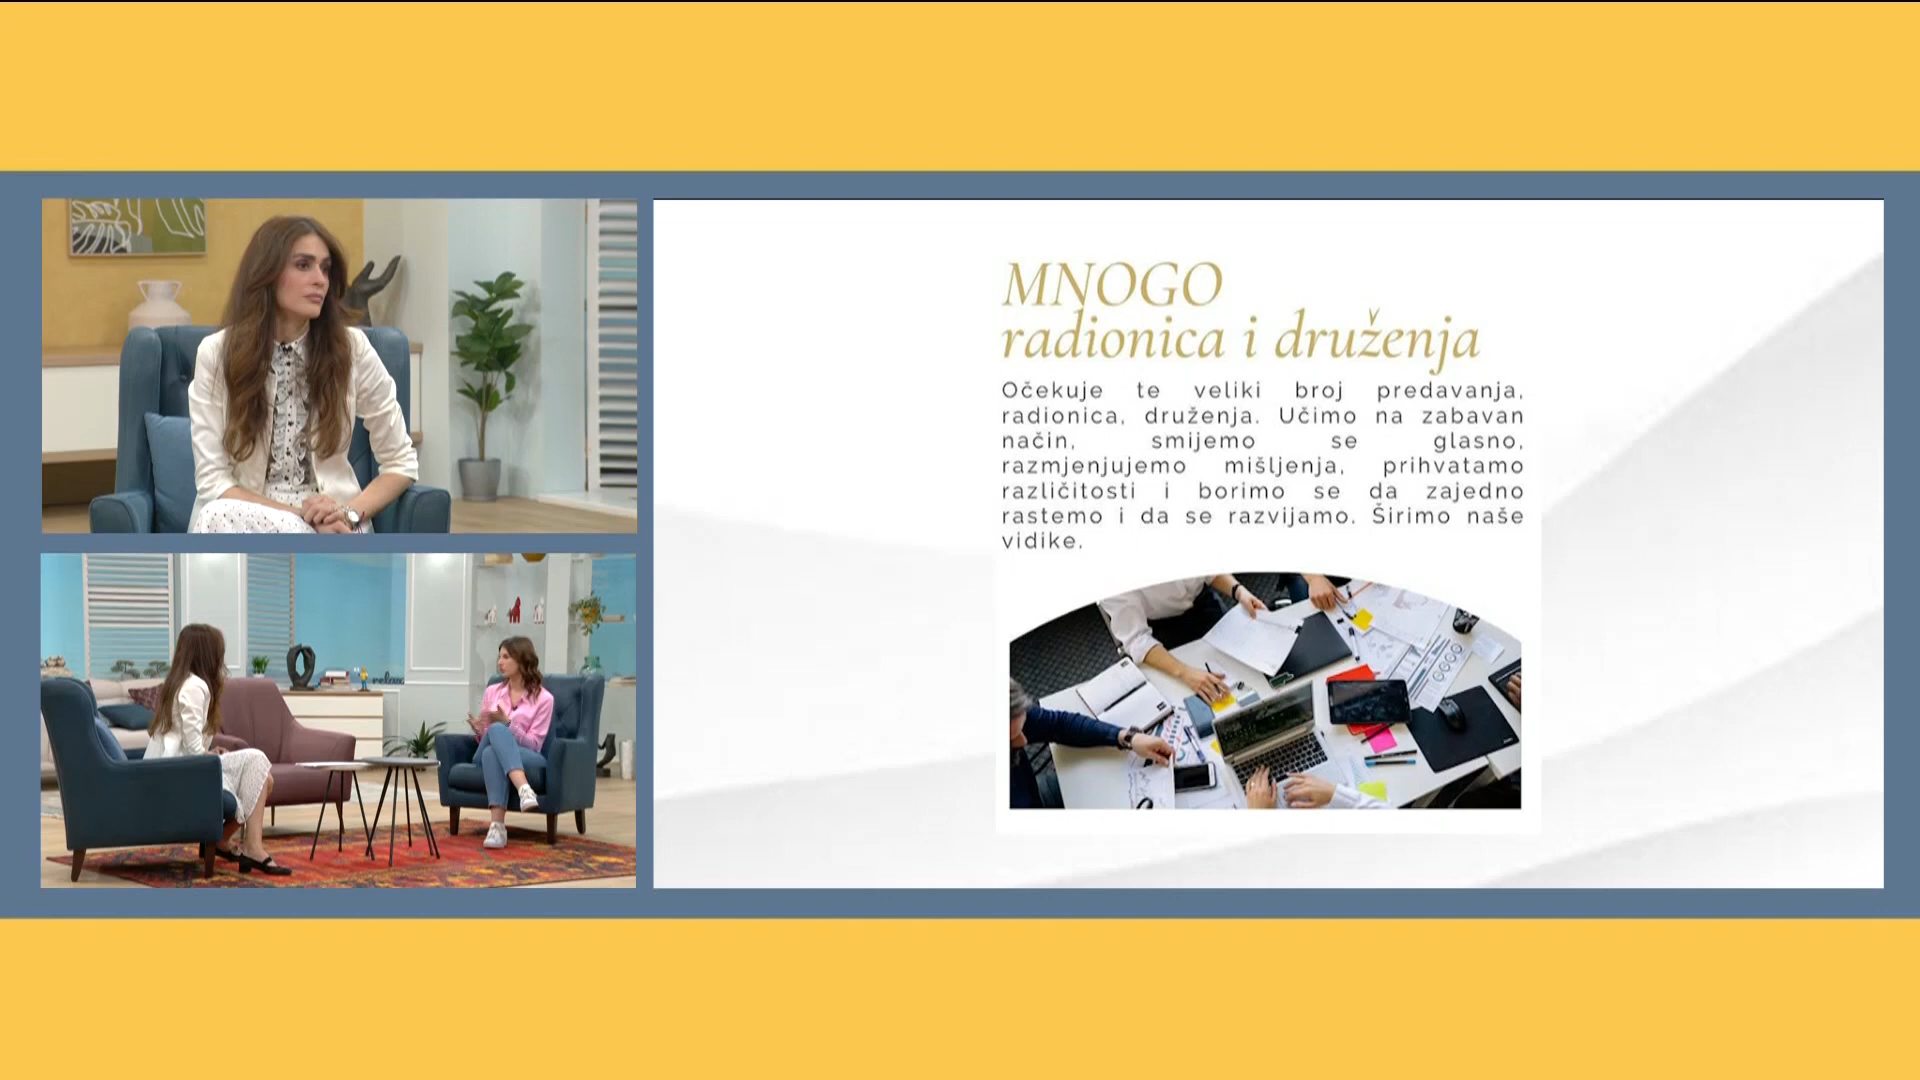 MNOGO
radionica i druženja
Očekuje te veliki broj predavanja,
radionica, druženja. Učimo na zabavan
način, smijemo se glasno,
razmjenjujemo mišljenja, prihvatamo
različitosti i borimo se da zajedno
rastemo i da se razvijamo. Širimo naše
vidike.
relax